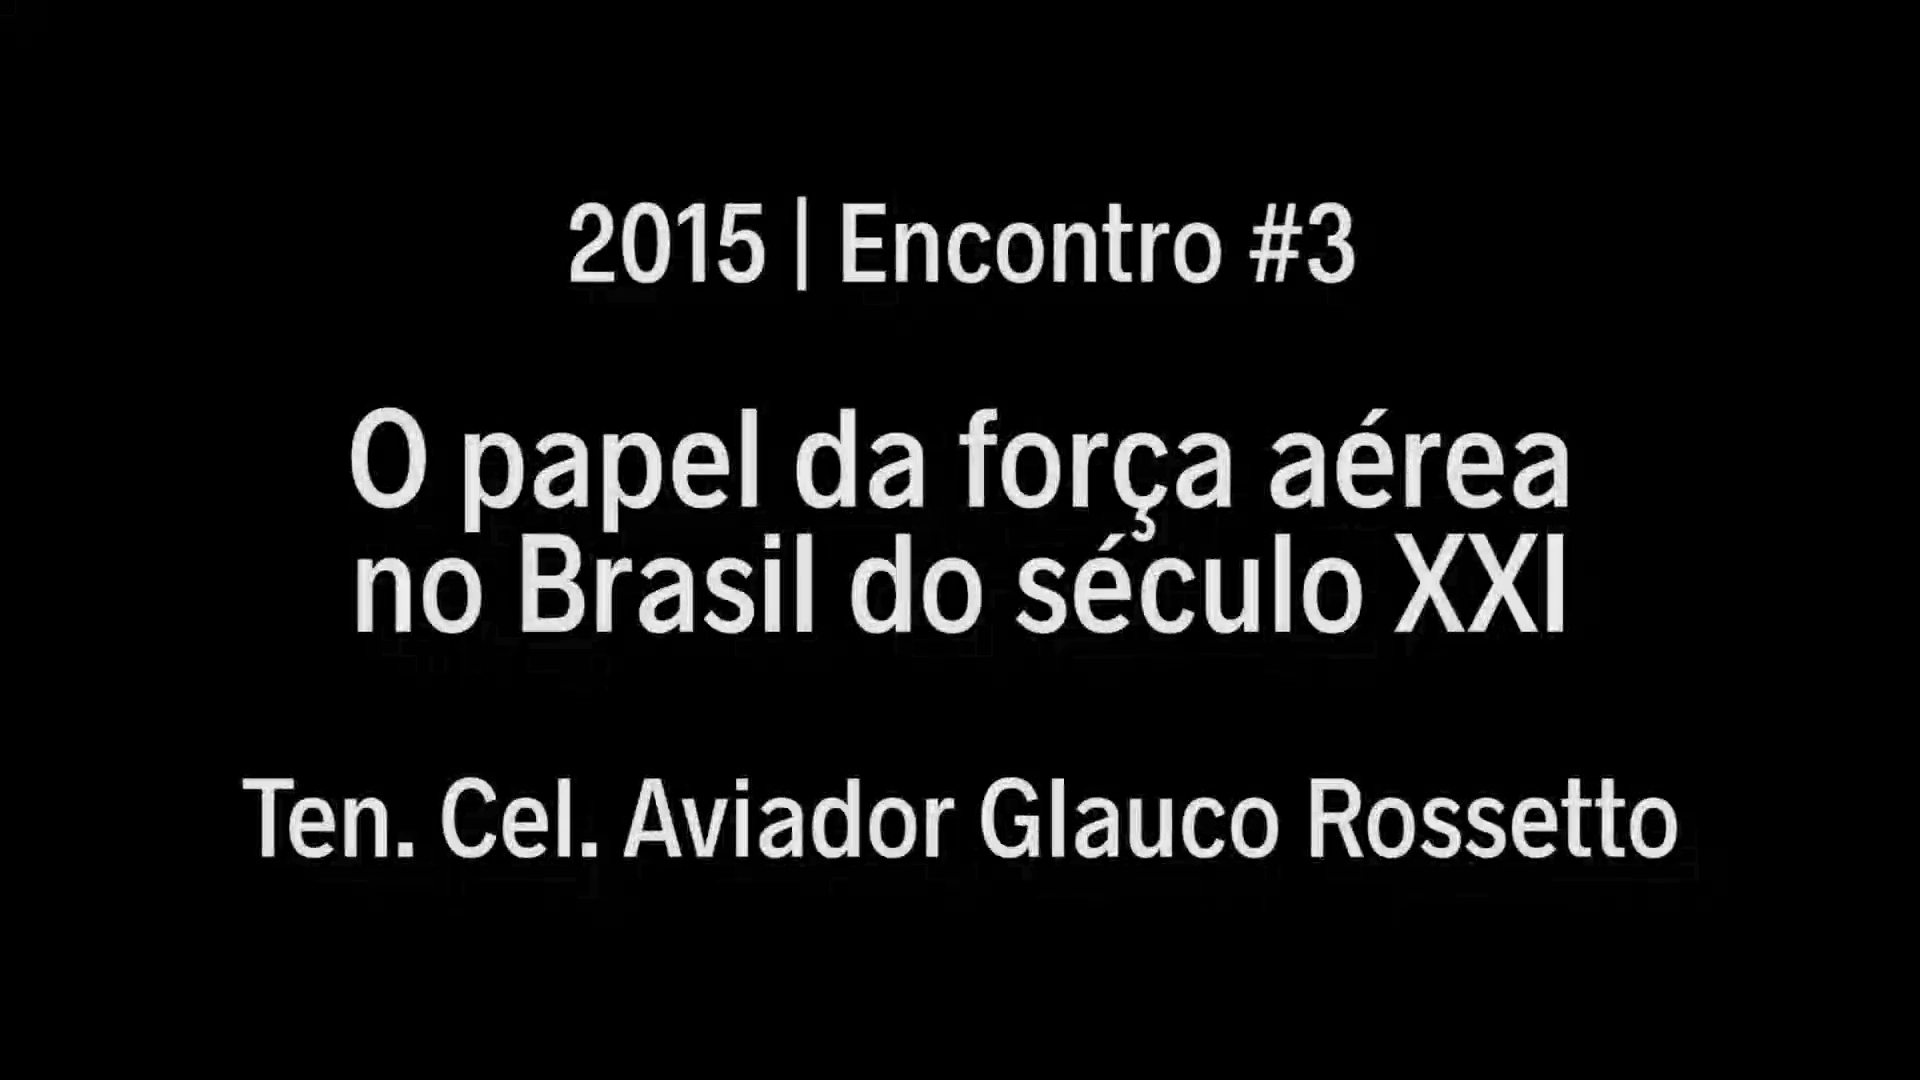 2015 | Encontro #3
O papel da força aérea
no Brasil do século XXI
Ten. Cel. Aviador Glauco Rossetto